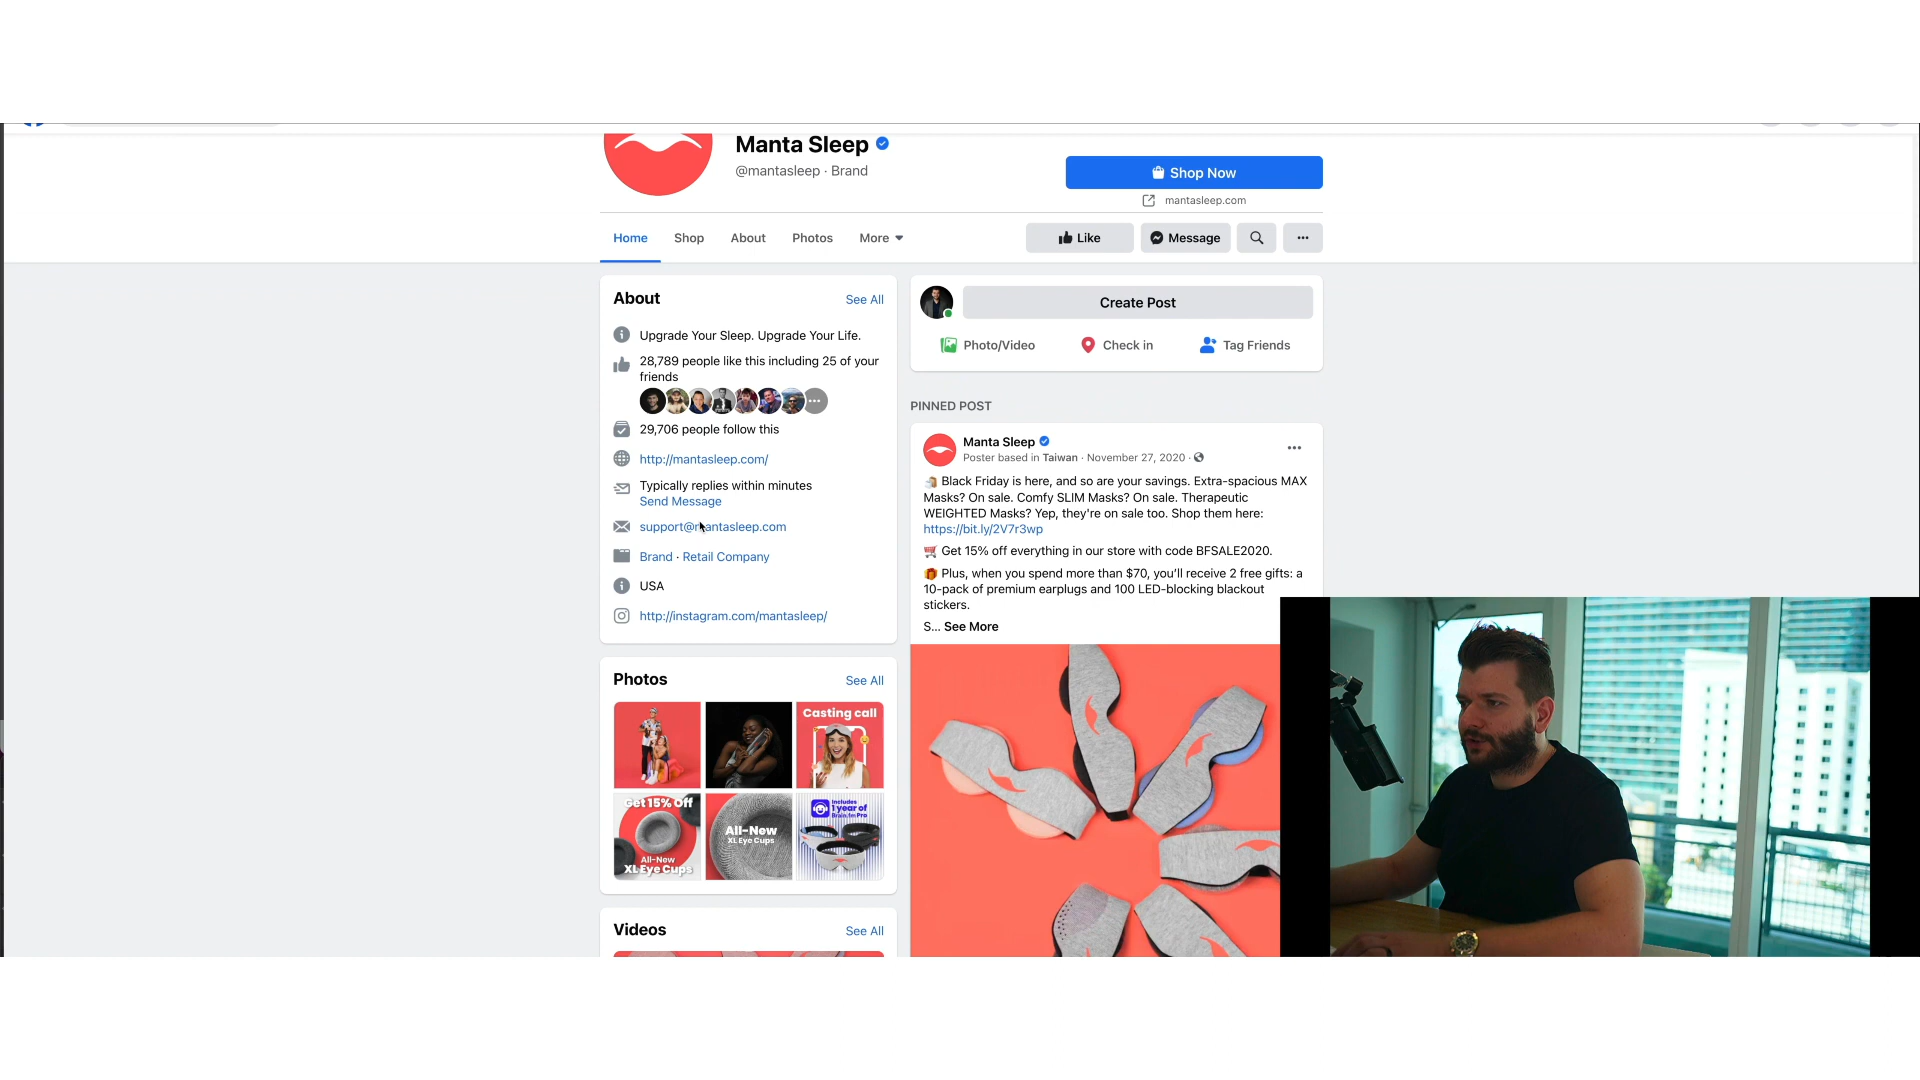 Manta Sleep
@mantasleep · Brand
Shop Now
mantasleep.com
Home
Shop
About
Photos
More
Like
Message
About
See All
Upgrade Your Sleep. Upgrade Your Life.
28,789 people like this including 25 of your
friends
29,706 people follow this
http://mantasleep.com/
Typically replies within minutes
Send Message
support@mantasleep.com
Brand · Retail Company
USA
http://instagram.com/mantasleep/
Photos
See All
Casting call
Get 15% Off
All-New
XL Eye Cups
All-New
XL Eye Cups
Includes
1 year of
Brain.fm Pro
Videos
See All
Create Post
Photo/Video
Check in
Tag Friends
PINNED POST
Manta Sleep
Poster based in Taiwan · November 27, 2020 ·
Black Friday is here, and so are your savings. Extra-spacious MAX
Masks? On sale. Comfy SLIM Masks? On sale. Therapeutic
WEIGHTED Masks? Yep, they're on sale too. Shop them here:
https://bit.ly/2V7r3wp
Get 15% off everything in our store with code BFSALE2020.
Plus, when you spend more than $70, you'll receive 2 free gifts: a
10-pack of premium earplugs and 100 LED-blocking blackout
stickers.
S... See More